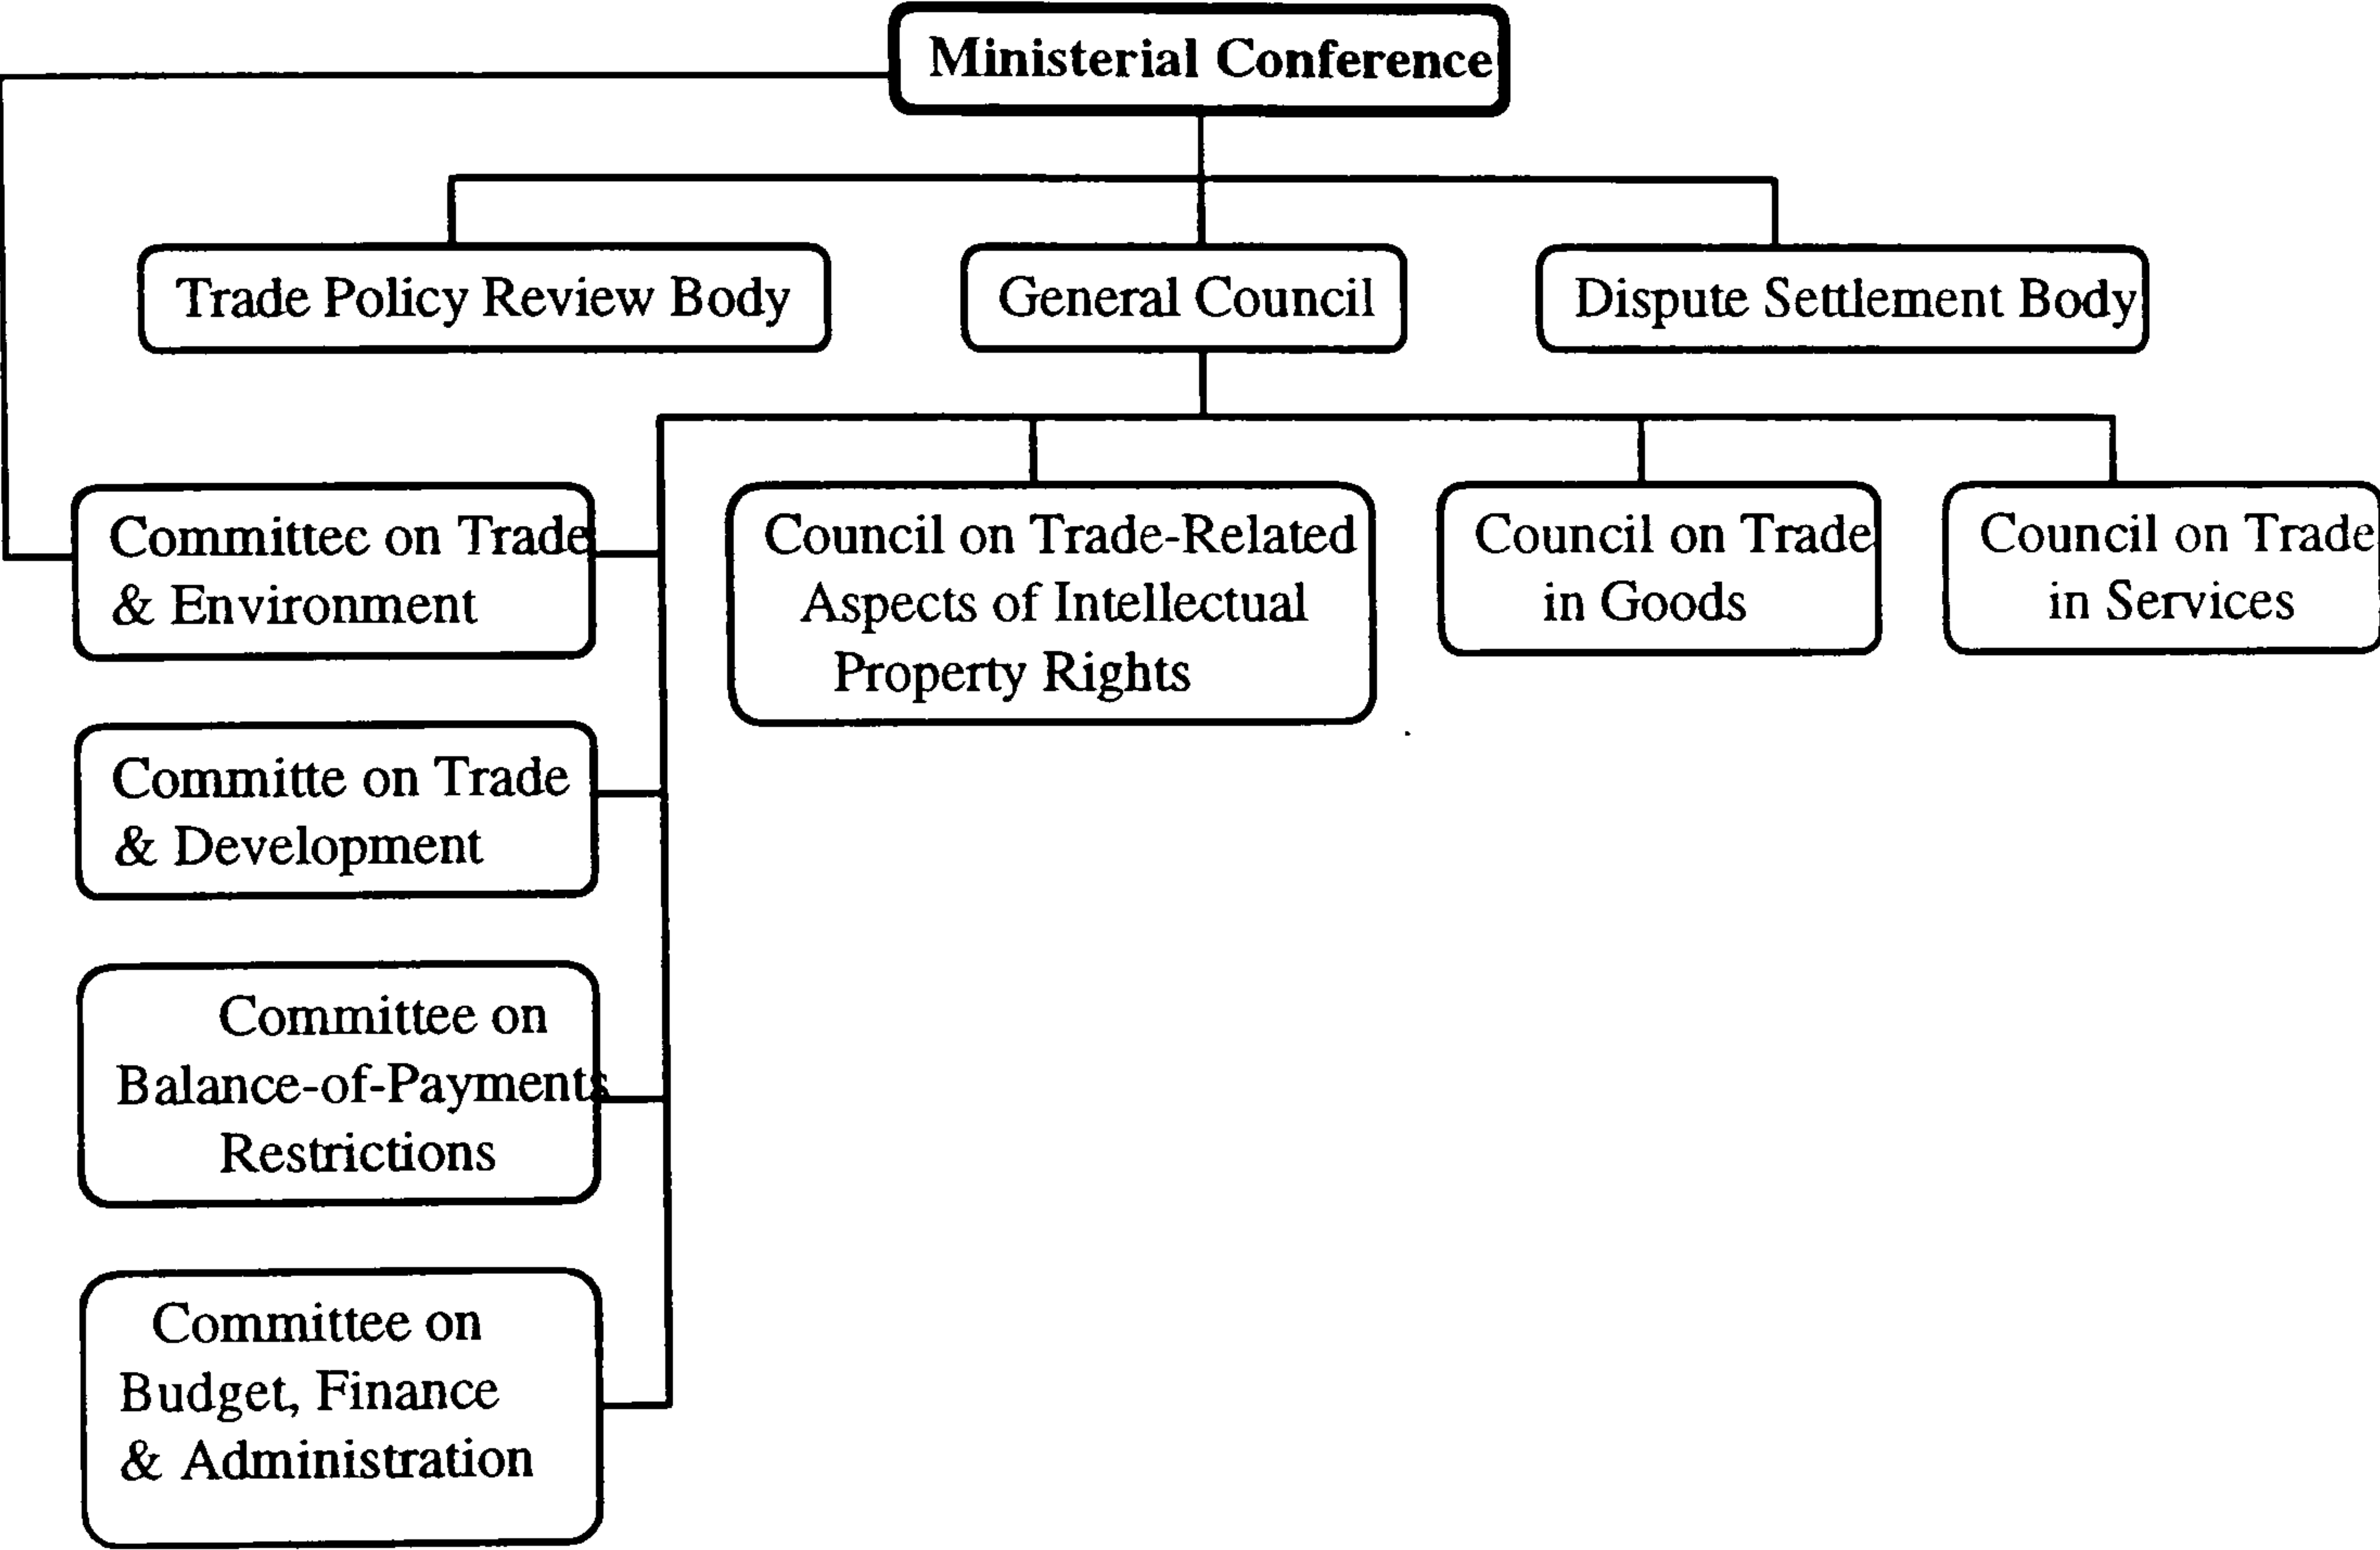 Ministerial Conference
Trade Policy Review Body
General Council
Dispute Settlement Body
Committee on Trade
& Environment
Council on Trade-Related
Aspects of Intellectual
Property Rights
Council on Trade
in Goods
Council on Trade
in Services
Committe on Trade
& Development
Committee on
Balance-of-Payments
Restrictions
Committee on
Budget, Finance
& Administration